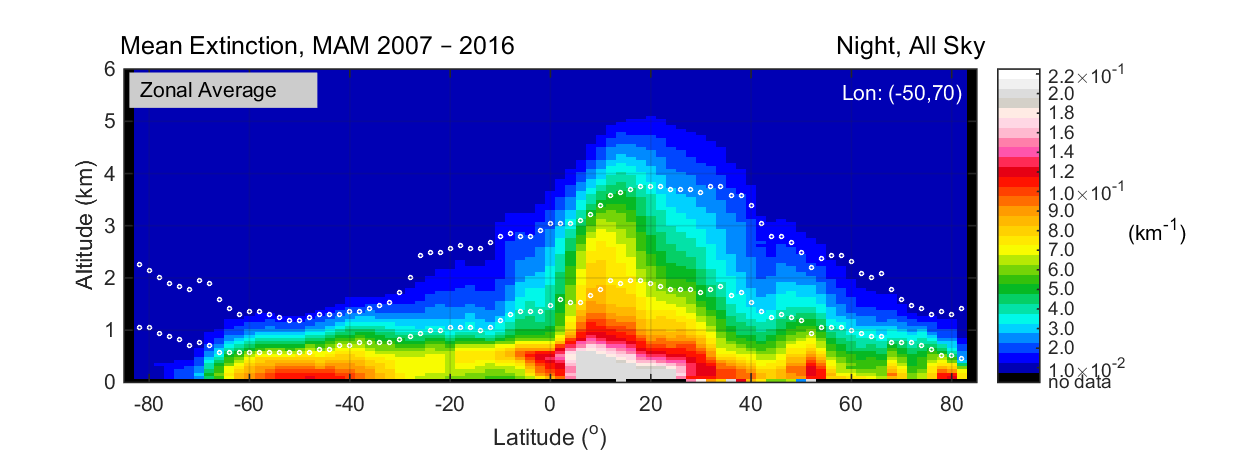 Mean Extinction, MAM 2007 – 2016
Night, All Sky
Zonal Average
Lon: (-50,70)
Altitude (km)
6
5
4
3
2
1
0
-80 -60 -40 -20 0 20 40 60 80
Latitude (o)
2.2×10-1
2.0
1.8
1.6
1.4
1.2
1.0×10-1
9.0
8.0
7.0
6.0
5.0
4.0
3.0
2.0
1.0×10-2
no data
(km-1)